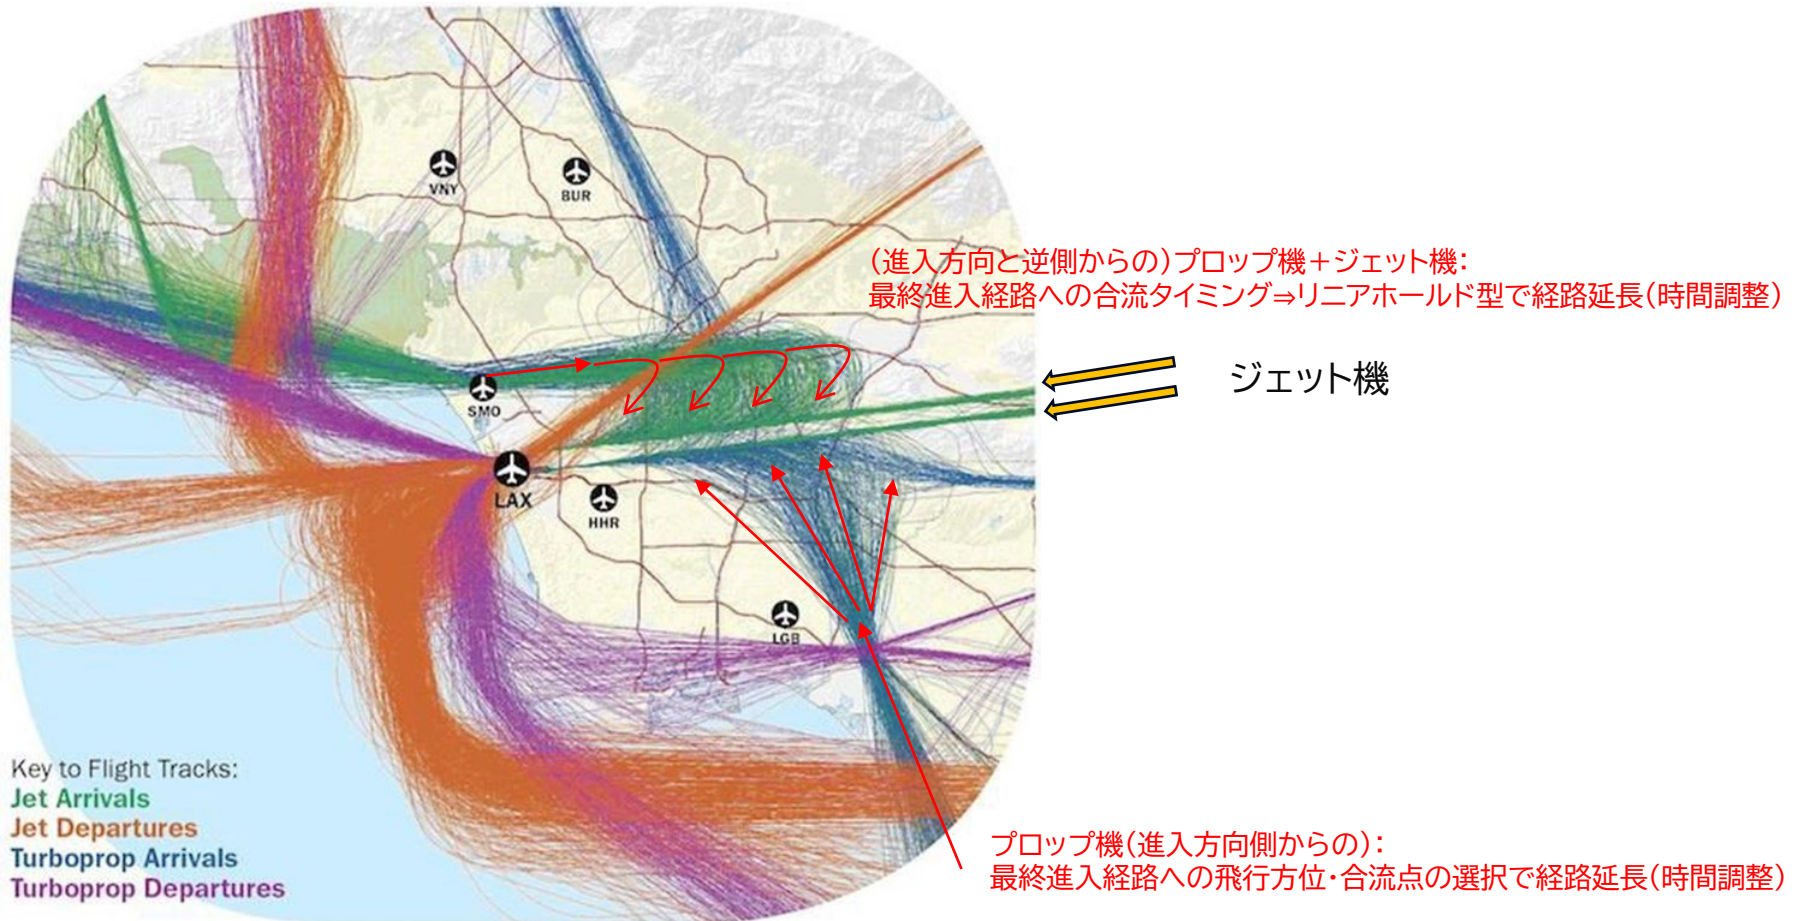 VNY
BUR
(進入方向と逆側からの)プロップ機+ジェット機:
最終進入経路への合流タイミング⇒リニアホールド型で経路延長(時間調整)
ジェット機
SMO
LAX
HHR
LGB
Key to Flight Tracks:
Jet Arrivals
Jet Departures
Turboprop Arrivals
Turboprop Departures
プロップ機(進入方向側からの):
最終進入経路への飛行方位・合流点の選択で経路延長(時間調整)